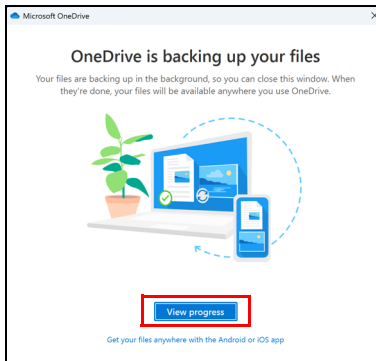 Microsoft OneDrive
OneDrive is backing up your files
Your files are backing up in the background, so you can close this window. When
they're done, your files will be available anywhere you use OneDrive.
View progress
Get your files anywhere with the Android or iOS app